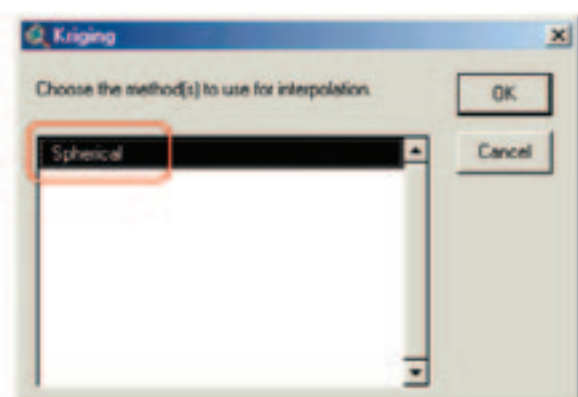 Kriging
Choose the method(s) to use for interpolation.
OK
Spherical
Cancel